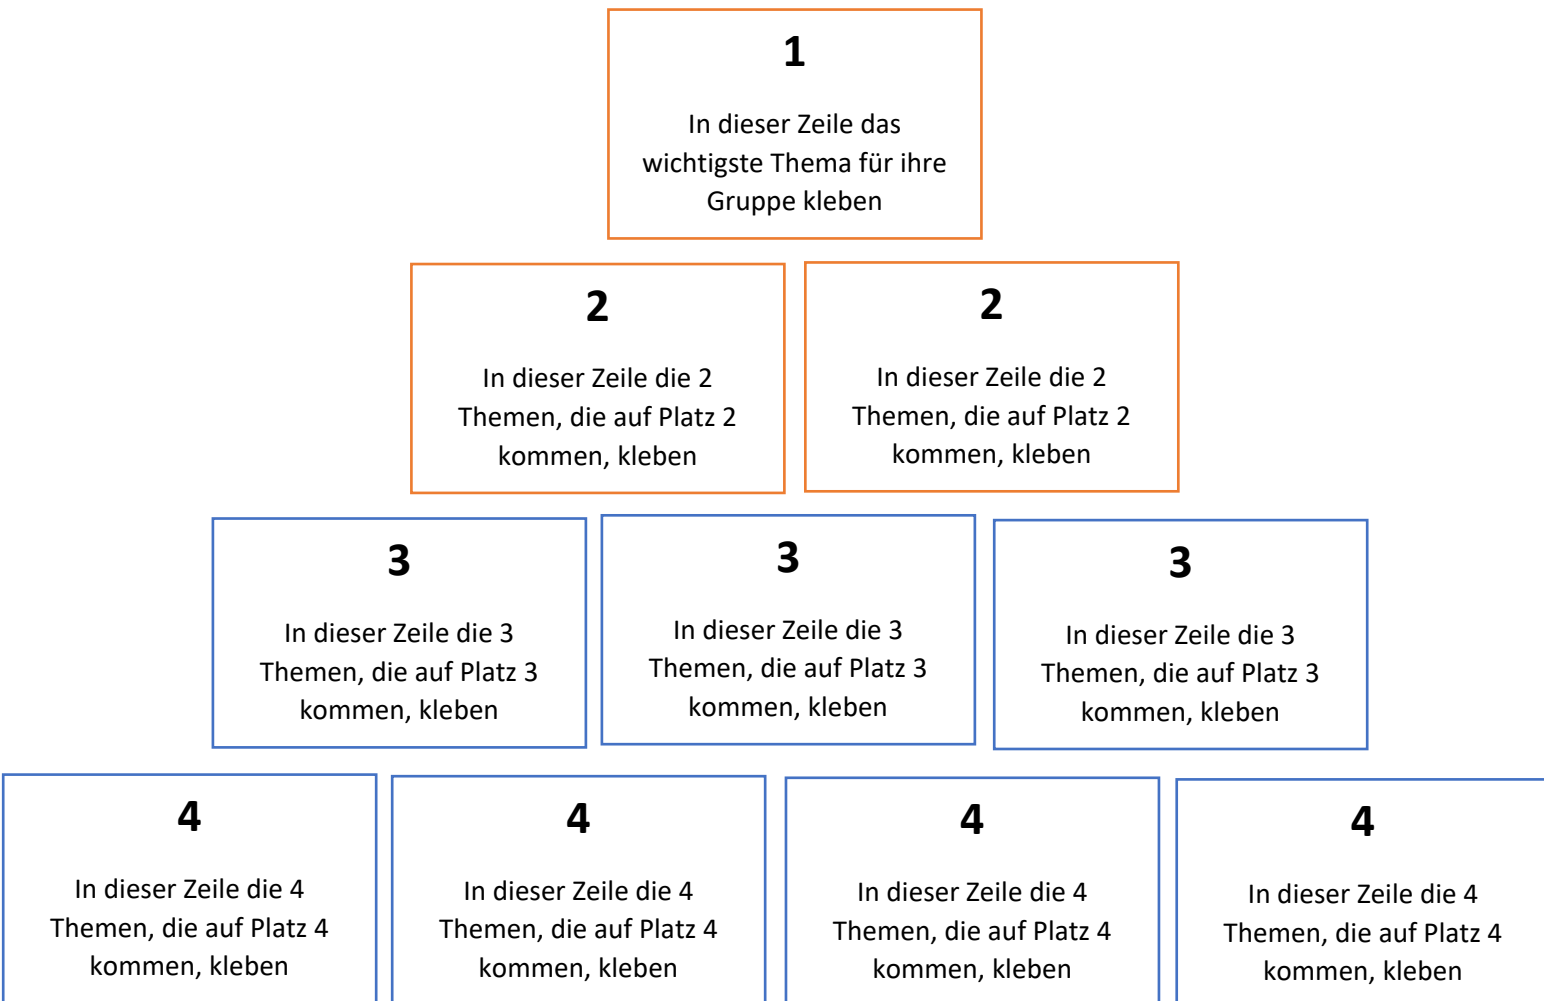 1
In dieser Zeile das
wichtigste Thema für ihre
Gruppe kleben
2
In dieser Zeile die 2
Themen, die auf Platz 2
kommen, kleben
2
In dieser Zeile die 2
Themen, die auf Platz 2
kommen, kleben
3
In dieser Zeile die 3
Themen, die auf Platz 3
kommen, kleben
3
In dieser Zeile die 3
Themen, die auf Platz 3
kommen, kleben
3
In dieser Zeile die 3
Themen, die auf Platz 3
kommen, kleben
4
In dieser Zeile die 4
Themen, die auf Platz 4
kommen, kleben
4
In dieser Zeile die 4
Themen, die auf Platz 4
kommen, kleben
4
In dieser Zeile die 4
Themen, die auf Platz 4
kommen, kleben
4
In dieser Zeile die 4
Themen, die auf Platz 4
kommen, kleben